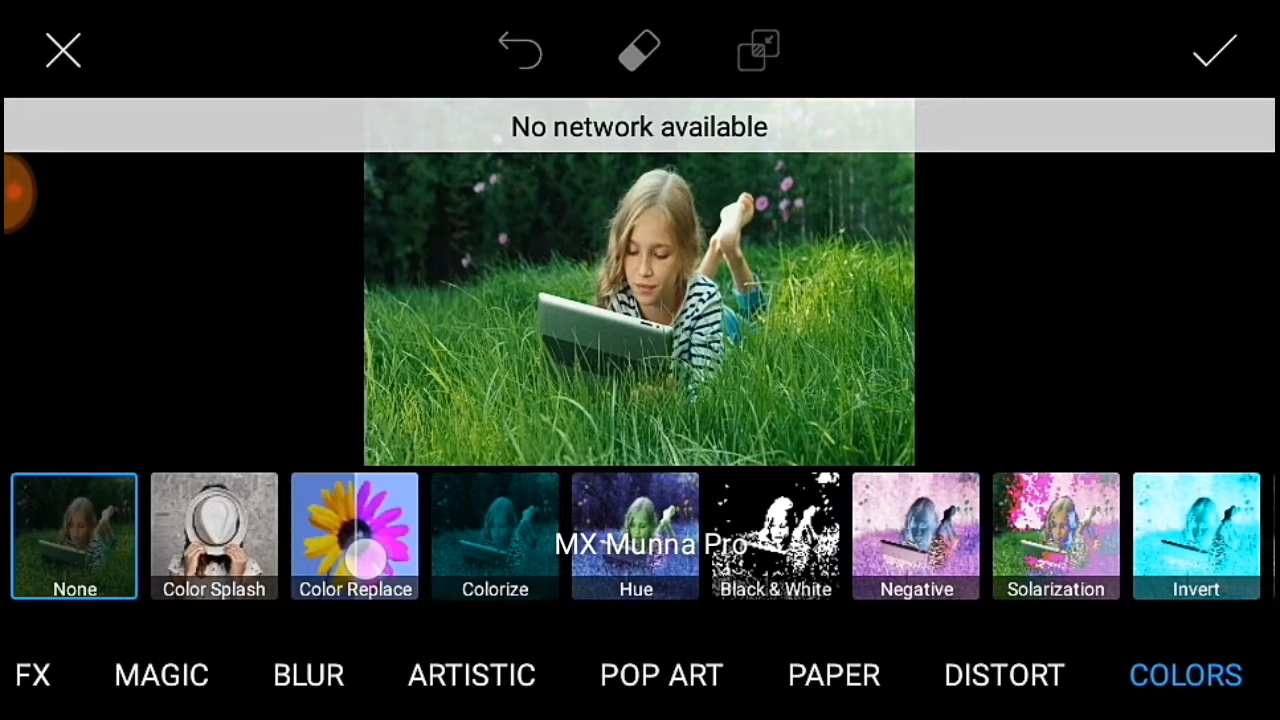 No network available
MX Munna Pro
None
Color Splash
Color Replace
Colorize
Hue
Black & White
Negative
Solarization
Invert
FX
MAGIC
BLUR
ARTISTIC
POP ART
PAPER
DISTORT
COLORS